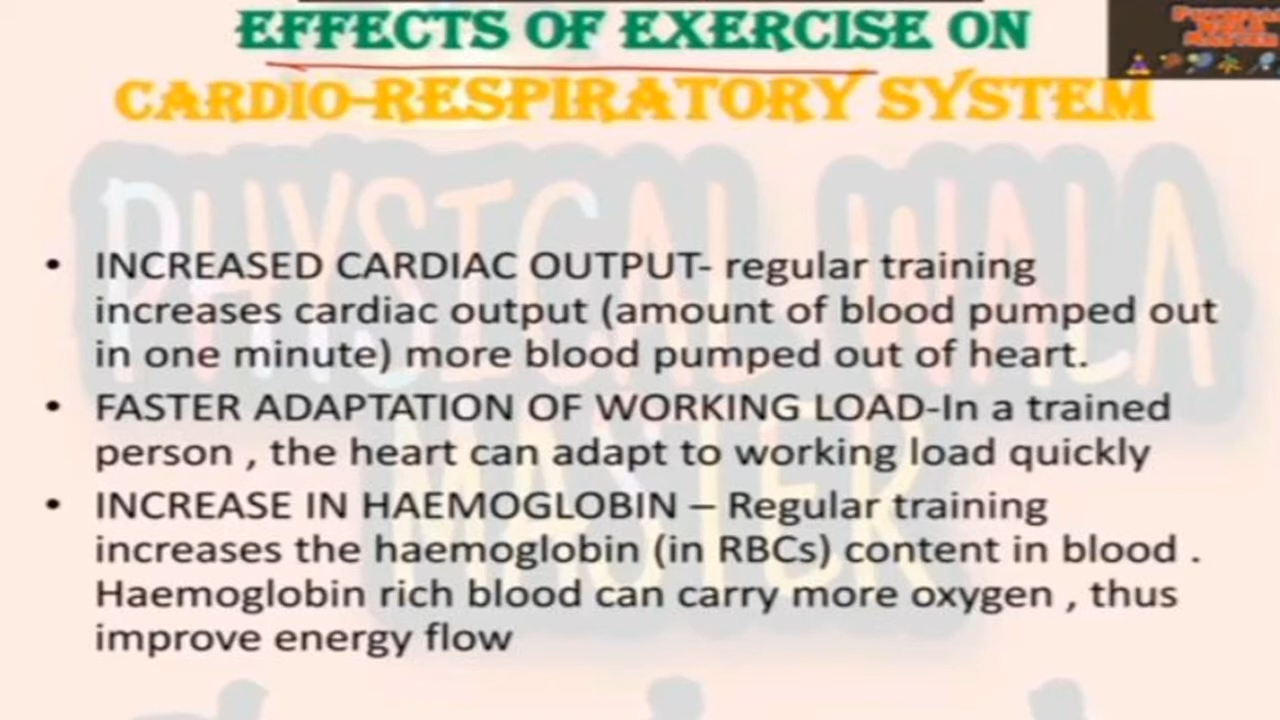 EFFECTS OF EXERCISE ON
CARDIO-RESPIRATORY SYSTEM
PHYSICAL WALA
MASTER
• INCREASED CARDIAC OUTPUT- regular training
increases cardiac output (amount of blood pumped out
in one minute) more blood pumped out of heart.
• FASTER ADAPTATION OF WORKING LOAD-In a trained
person , the heart can adapt to working load quickly
• INCREASE IN HAEMOGLOBIN – Regular training
increases the haemoglobin (in RBCs) content in blood .
Haemoglobin rich blood can carry more oxygen , thus
improve energy flow